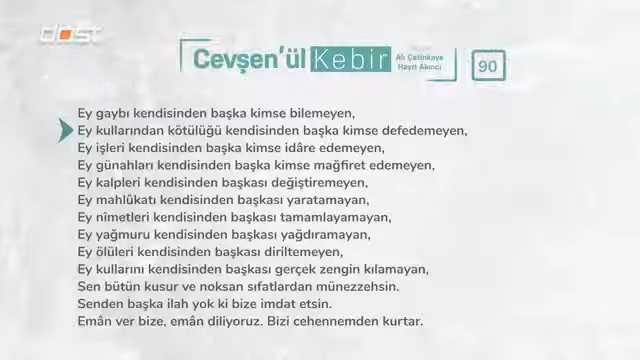 DOST
Cevşen'ül Kebir
Ali Çetinkaya
Hayri Akıncı
90
Ey gaybı kendisinden başka kimse bilemeyen,
Ey kullarından kötülüğü kendisinden başka kimse defedemeyen,
Ey işleri kendisinden başka kimse idâre edemeyen,
Ey günahları kendisinden başka kimse mağfiret edemeyen,
Ey kalpleri kendisinden başkası değiştiremeyen,
Ey mahlûkatı kendisinden başkası yaratamayan,
Ey nîmetleri kendisinden başkası tamamlayamayan,
Ey yağmuru kendisinden başkası yağdıramayan,
Ey ölüleri kendisinden başkası diriltemeyen,
Ey kullarını kendisinden başkası gerçek zengin kılamayan,
Sen bütün kusur ve noksan sıfatlardan münezzehsin.
Senden başka ilah yok ki bize imdat etsin.
Emân ver bize, emân diliyoruz. Bizi cehennemden kurtar.